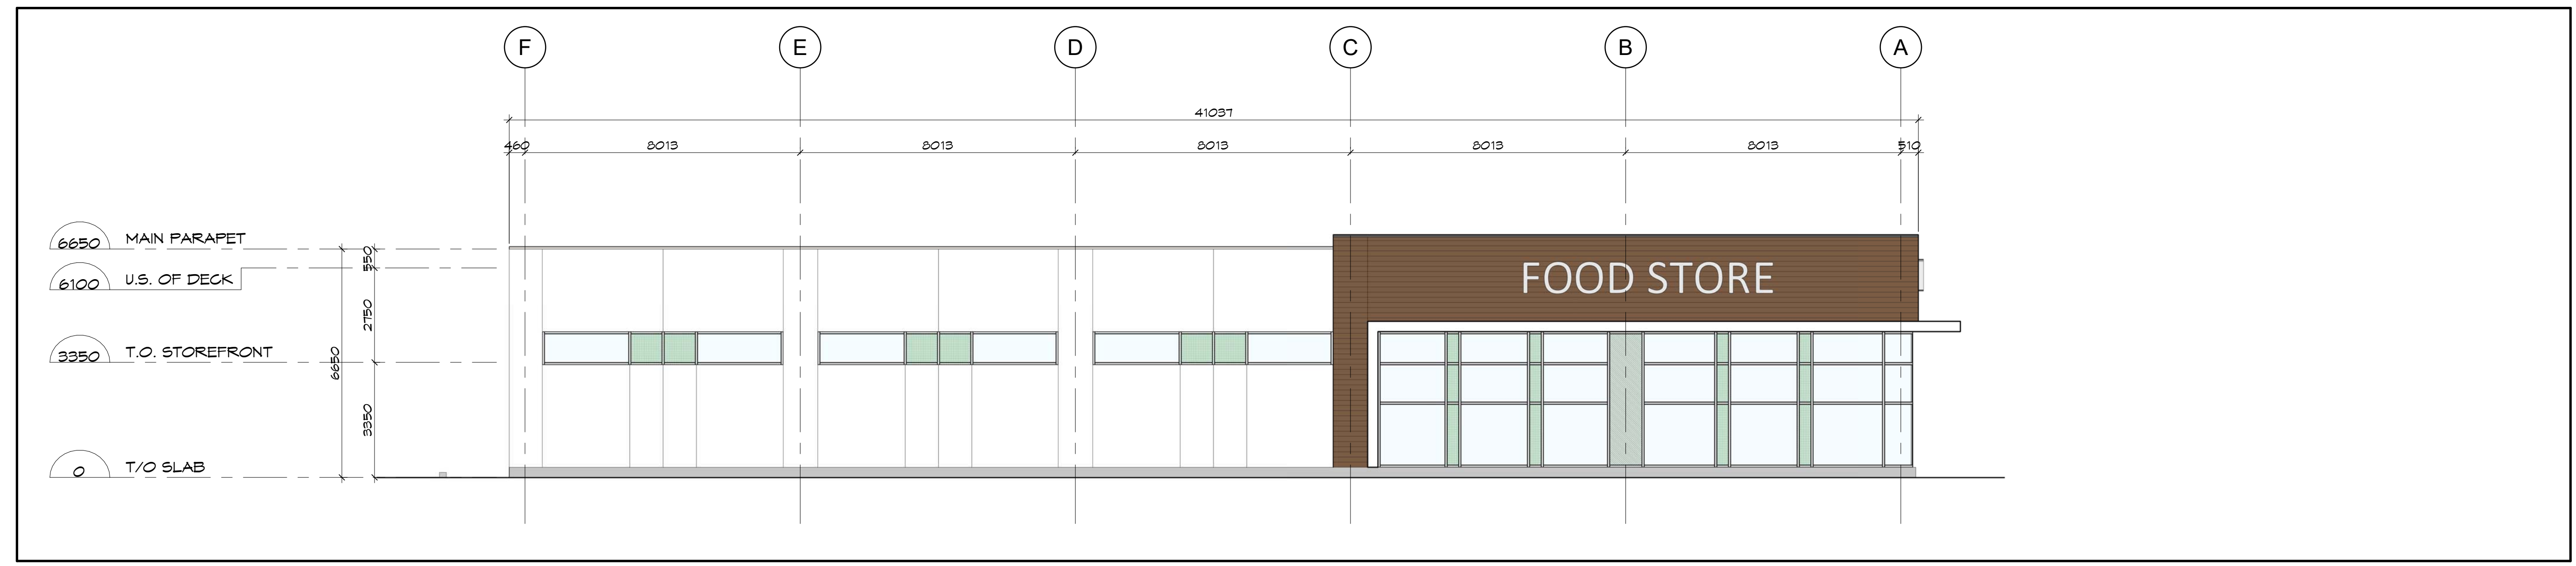 F E D C B A
41037
460 8013 8013 8013 8013 8013 510
6650 MAIN PARAPET
550
6100 U.S. OF DECK
FOOD STORE
2750
3350 T.O. STOREFRONT
6650
3350
0 T/O SLAB